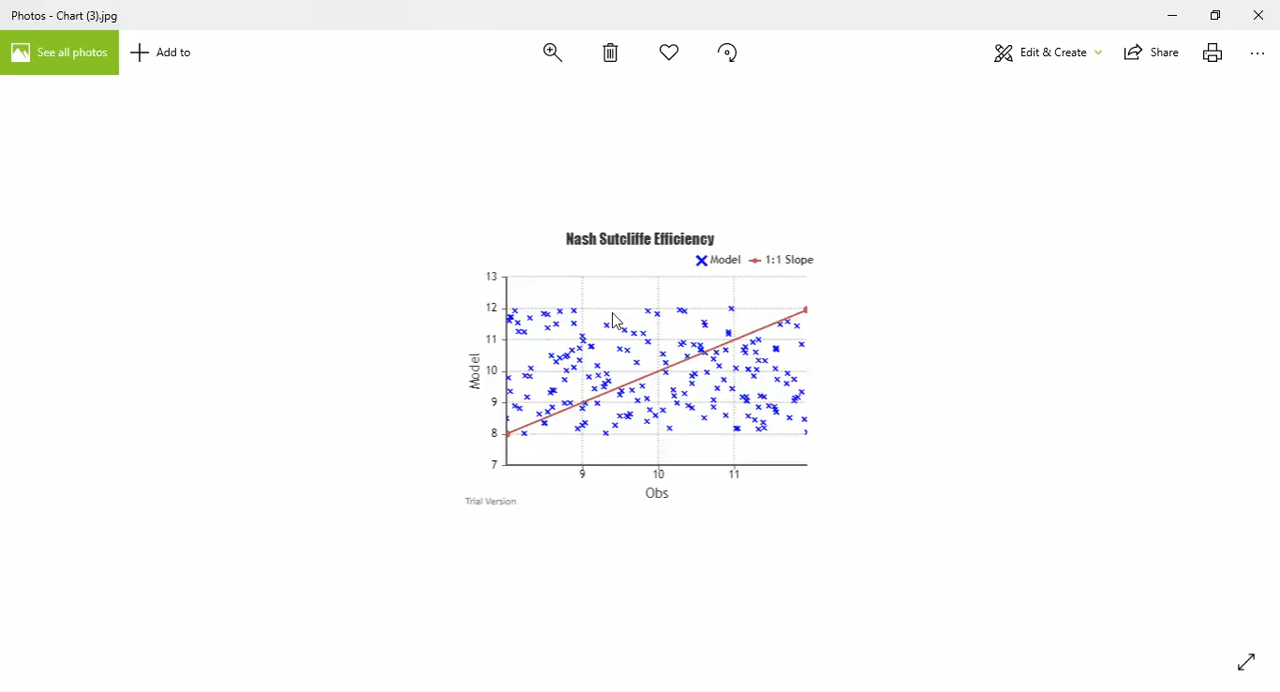 Photos - Chart (3).jpg
See all photos
Add to
Edit & Create
Share
Nash Sutcliffe Efficiency
Model
1:1 Slope
13
12
11
10
9
8
7
Model
9
10
11
Obs
Trial Version